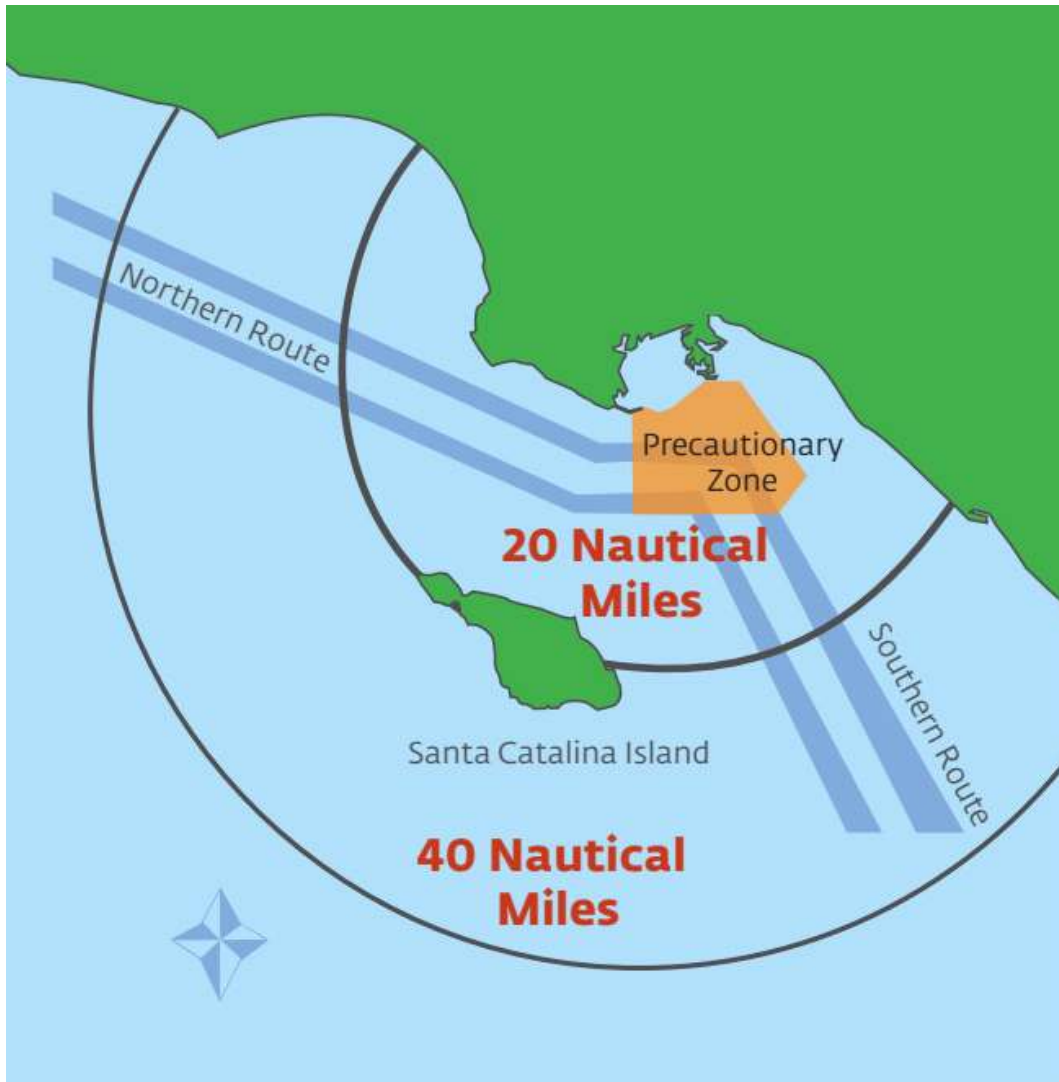 Northern Route
Precautionary
Zone
20 Nautical
Miles
Southern Route
Santa Catalina Island
40 Nautical
Miles